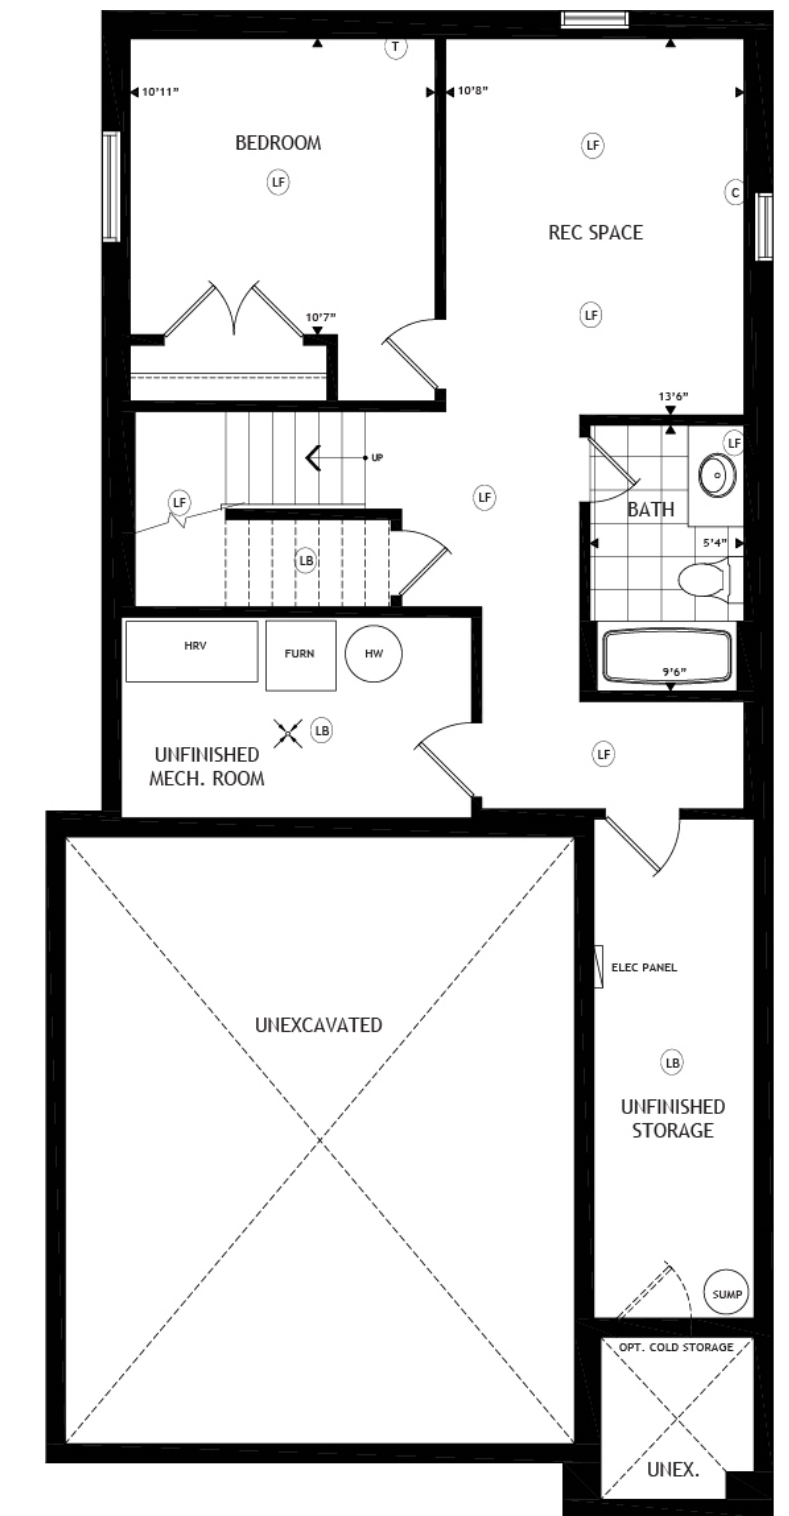 T
10'11"
10'8"
BEDROOM
LF
LF
C
REC SPACE
10'7"
LF
13'6"
UP
LF
LF
LF
BATH
5'4"
LB
HRV
FURN
HW
9'6"
LB
UNFINISHED
MECH. ROOM
LF
ELEC PANEL
UNEXCAVATED
LB
UNFINISHED
STORAGE
SUMP
OPT. COLD STORAGE
UNEX.